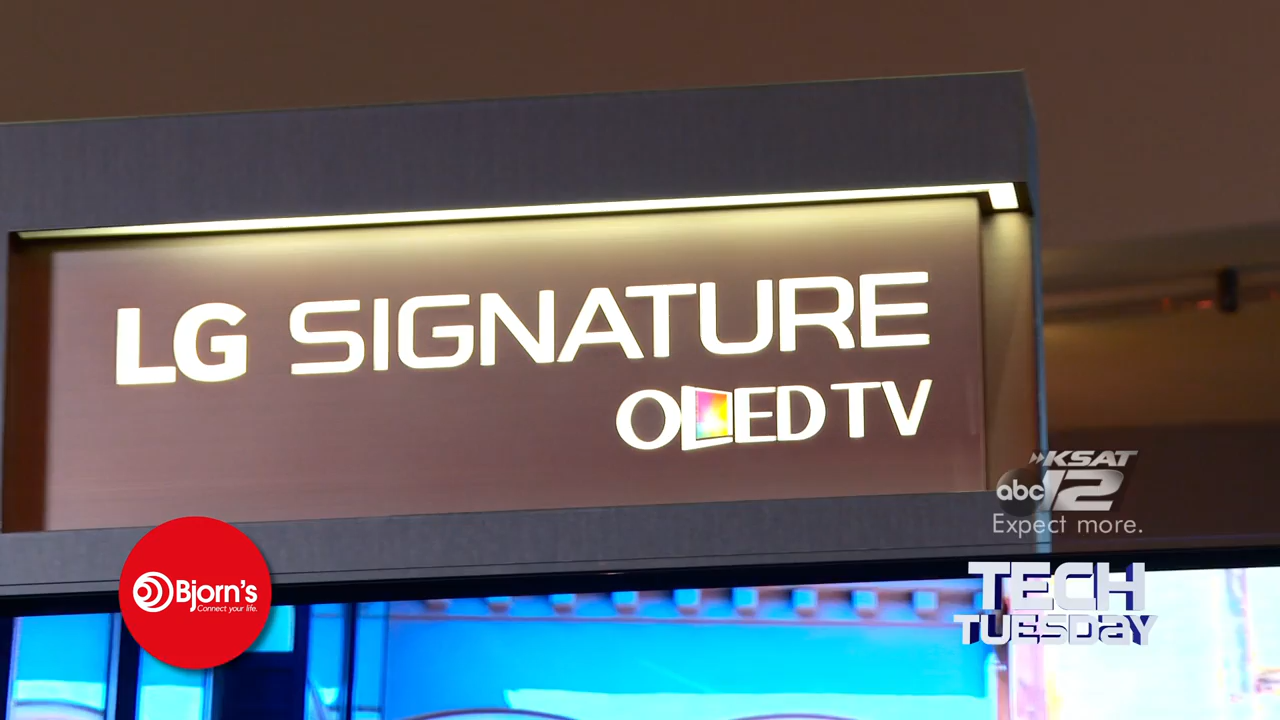 LG SIGNATURE
OLED TV
KSAT
abc 12
Expect more.
Bjorn's
Connect your life.
TECH
TUESDAY